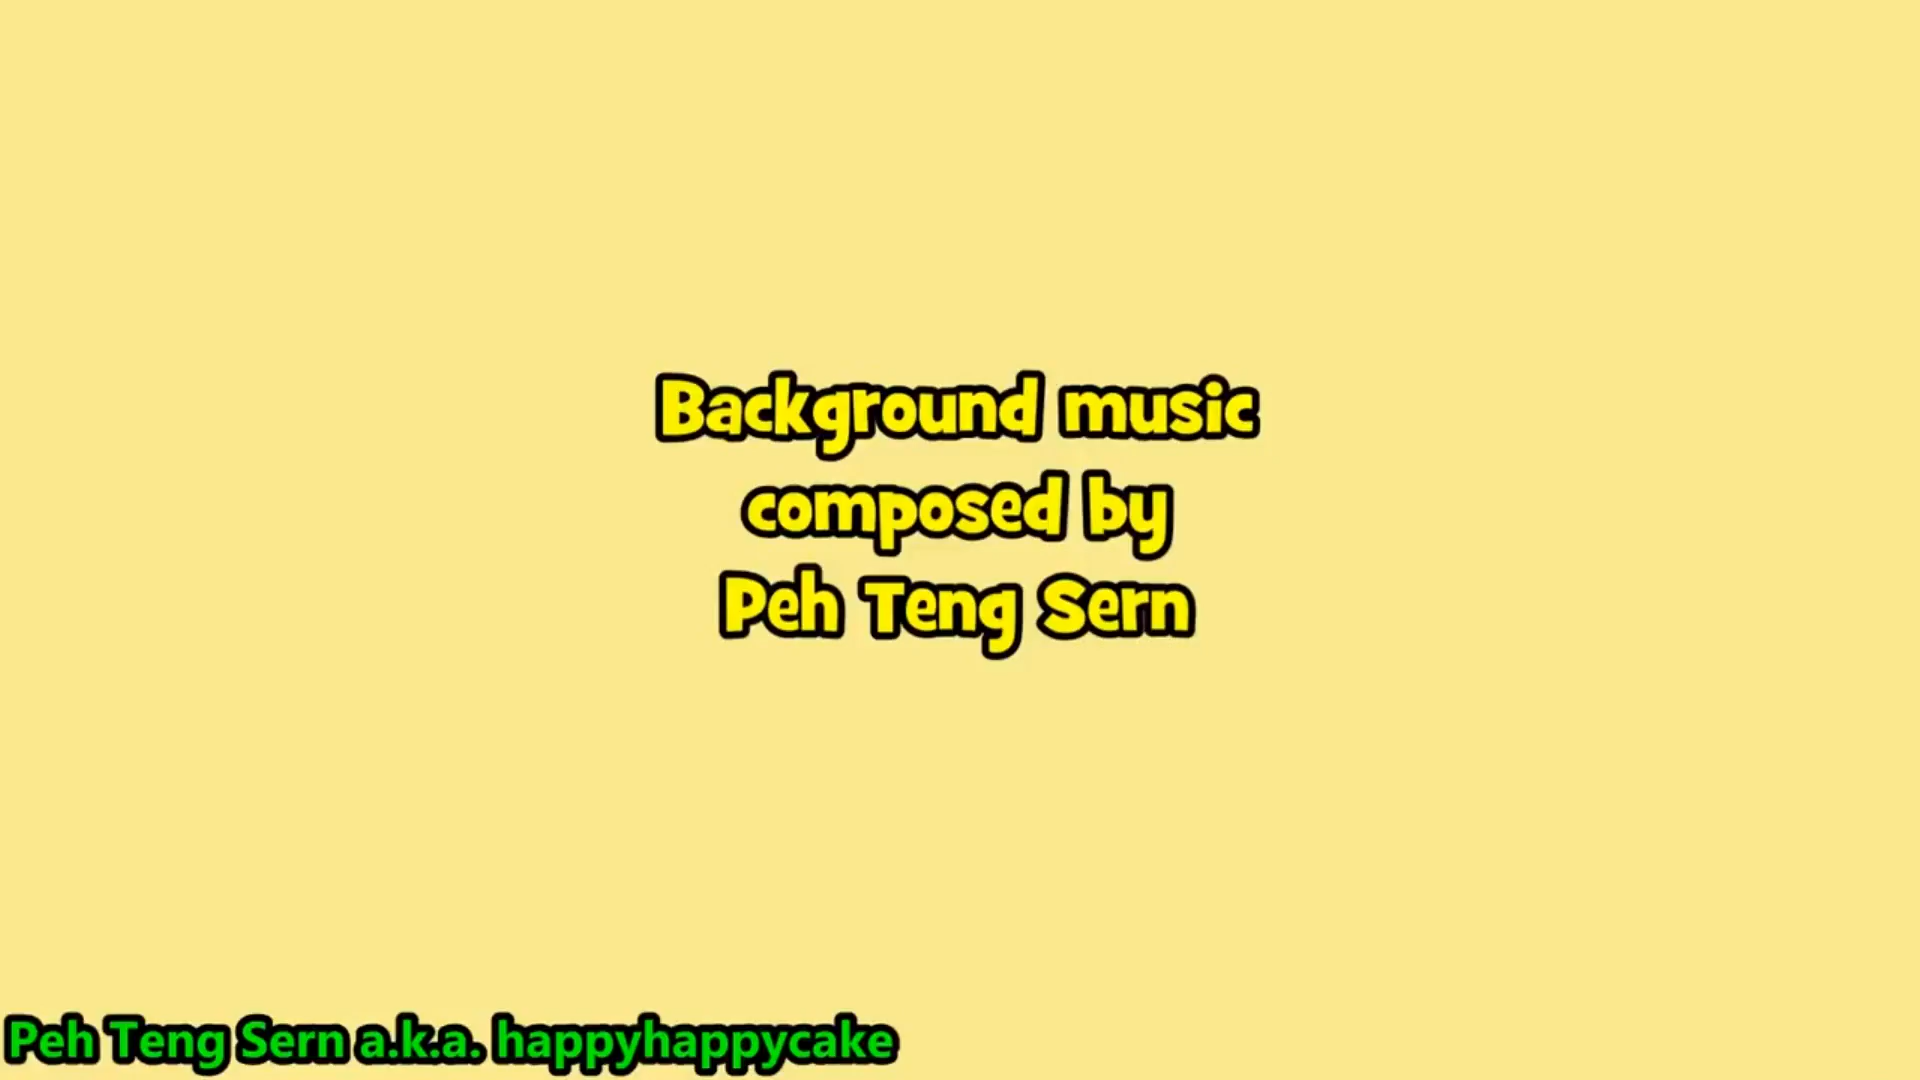 Background music
composed by
Peh Teng Sern
Peh Teng Sern a.k.a. happyhappycake